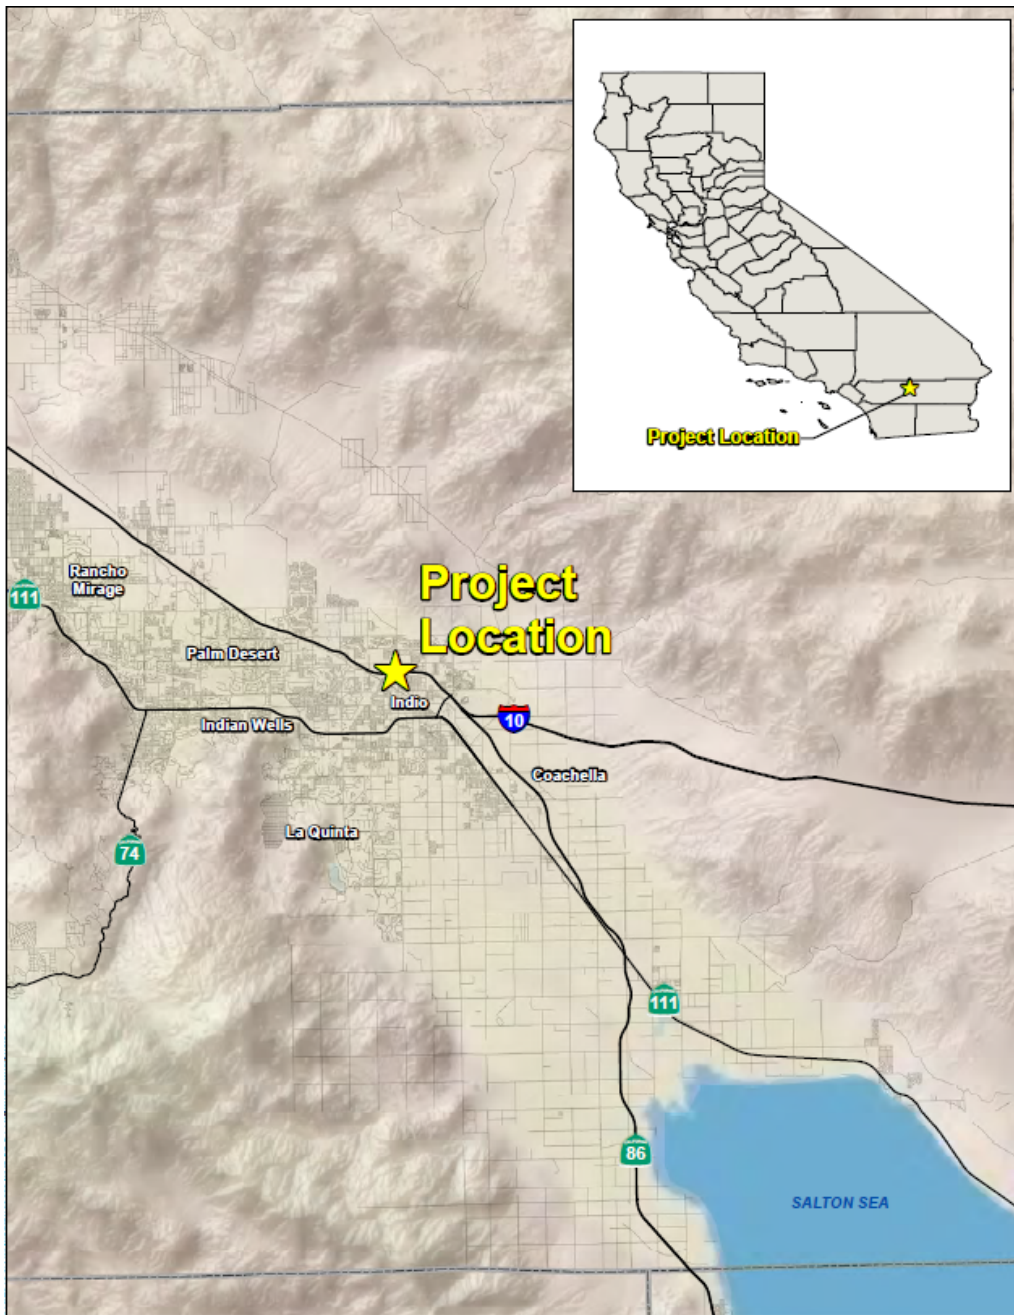 Project Location
Project
Location
Rancho
Mirage
111
Palm Desert
Indio
Indian Wells
10
Coachella
La Quinta
74
111
86
SALTON SEA